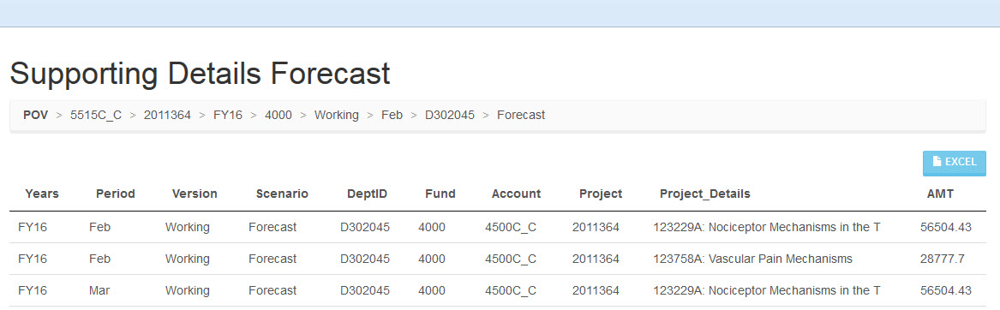 Supporting Details Forecast
POV > 5515C_C > 2011364 > FY16 > 4000 > Working > Feb > D302045 > Forecast
EXCEL
Years Period Version Scenario DeptID Fund Account Project Project_Details AMT
FY16 Feb Working Forecast D302045 4000 4500C_C 2011364 123229A: Nociceptor Mechanisms in the T 56504.43
FY16 Feb Working Forecast D302045 4000 4500C_C 2011364 123758A: Vascular Pain Mechanisms 28777.7
FY16 Mar Working Forecast D302045 4000 4500C_C 2011364 123229A: Nociceptor Mechanisms in the T 56504.43